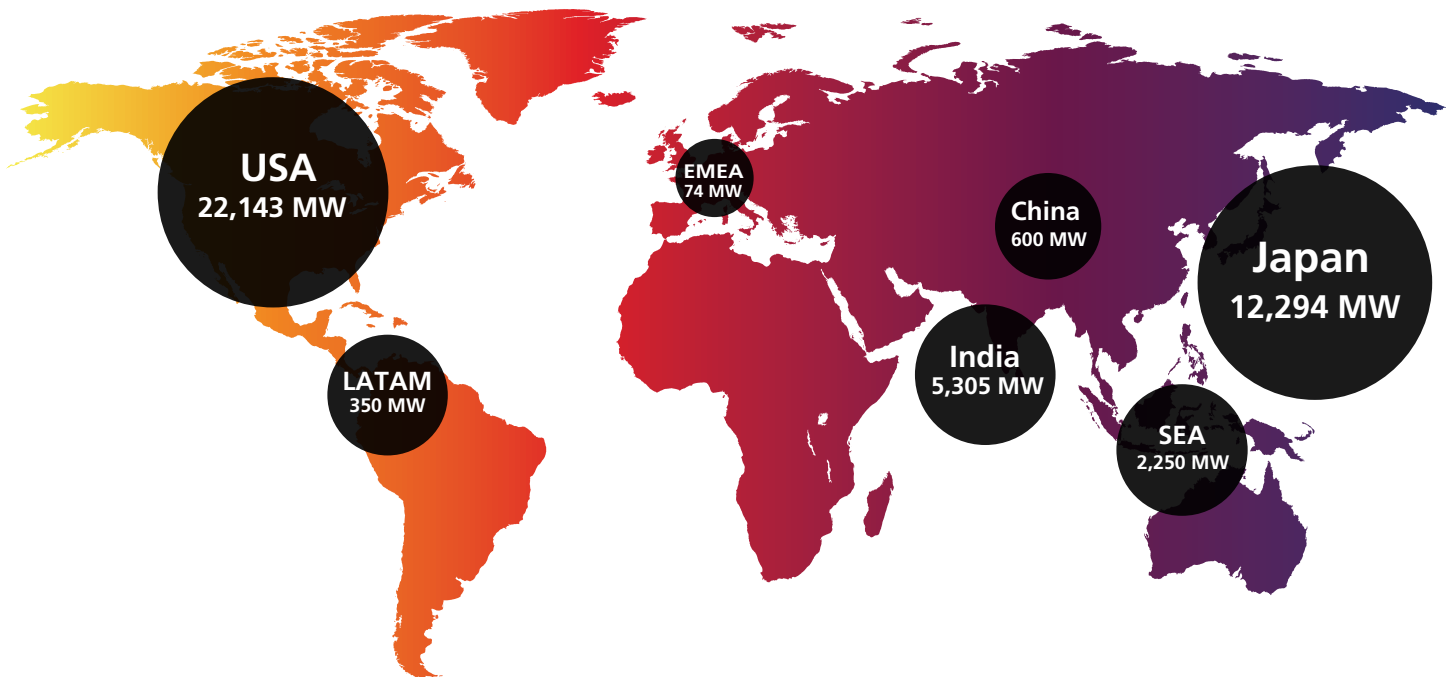 USA
22,143 MW
EMEA
74 MW
China
600 MW
Japan
12,294 MW
India
5,305 MW
LATAM
350 MW
SEA
2,250 MW